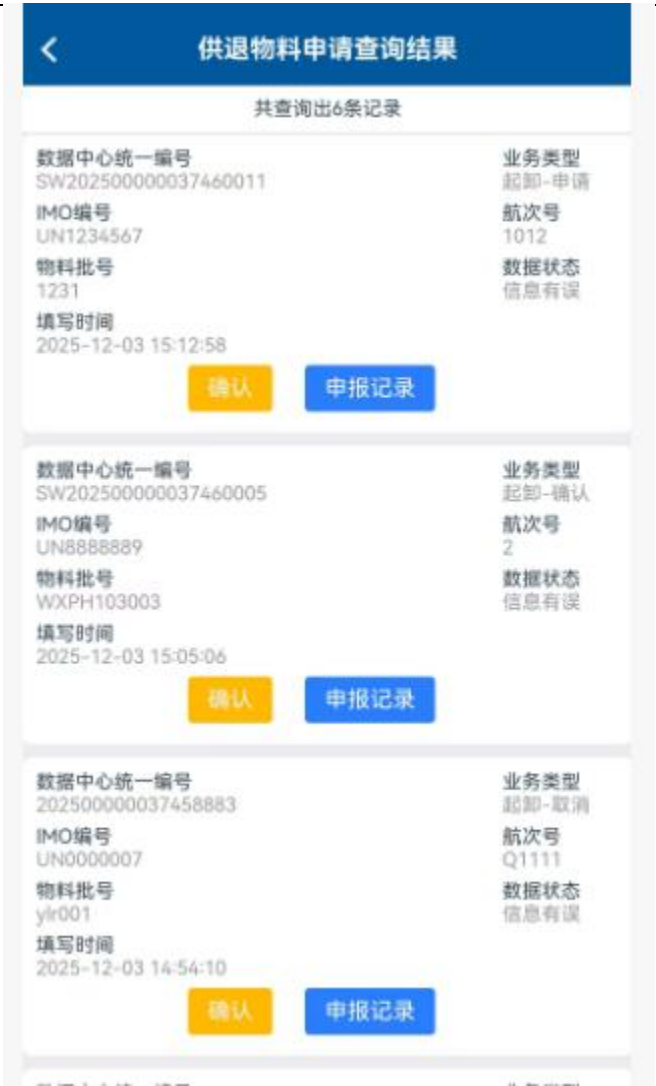 供退物料申请查询结果
共查询出6条记录
数据中心统一编号 业务类型
SW202500000037460011 起卸-申请
IMO编号 航次号
UN1234567 1012
物料批号 数据状态
1231 信息有误
填写时间
2025-12-03 15:12:58
确认 申报记录
数据中心统一编号 业务类型
SW202500000037460005 起卸-确认
IMO编号 航次号
UN8888889 2
物料批号 数据状态
WXPH103003 信息有误
填写时间
2025-12-03 15:05:06
确认 申报记录
数据中心统一编号 业务类型
202500000037458883 起卸-取消
IMO编号 航次号
UN0000007 Q1111
物料批号 数据状态
ylr001 信息有误
填写时间
2025-12-03 14:54:10
确认 申报记录